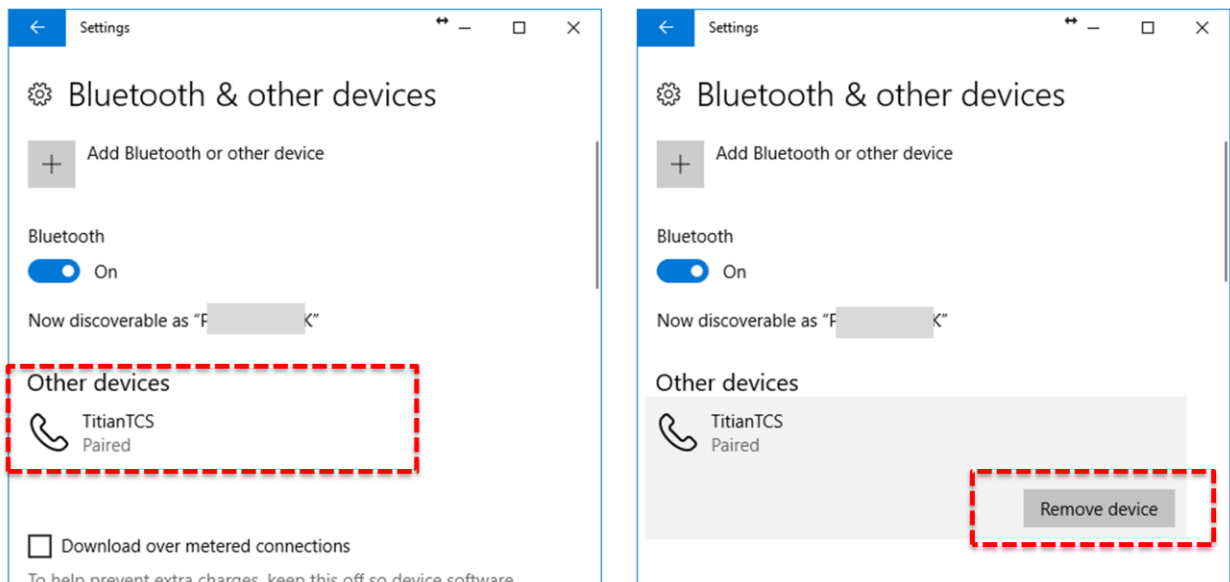 Settings
Bluetooth & other devices
Add Bluetooth or other device
Bluetooth
On
Now discoverable as “P K”
Other devices
TitianTCS
Paired
Download over metered connections
To help prevent extra charges, keep this off so device software
Settings
Bluetooth & other devices
Add Bluetooth or other device
Bluetooth
On
Now discoverable as “P K”
Other devices
TitianTCS
Paired
Remove device